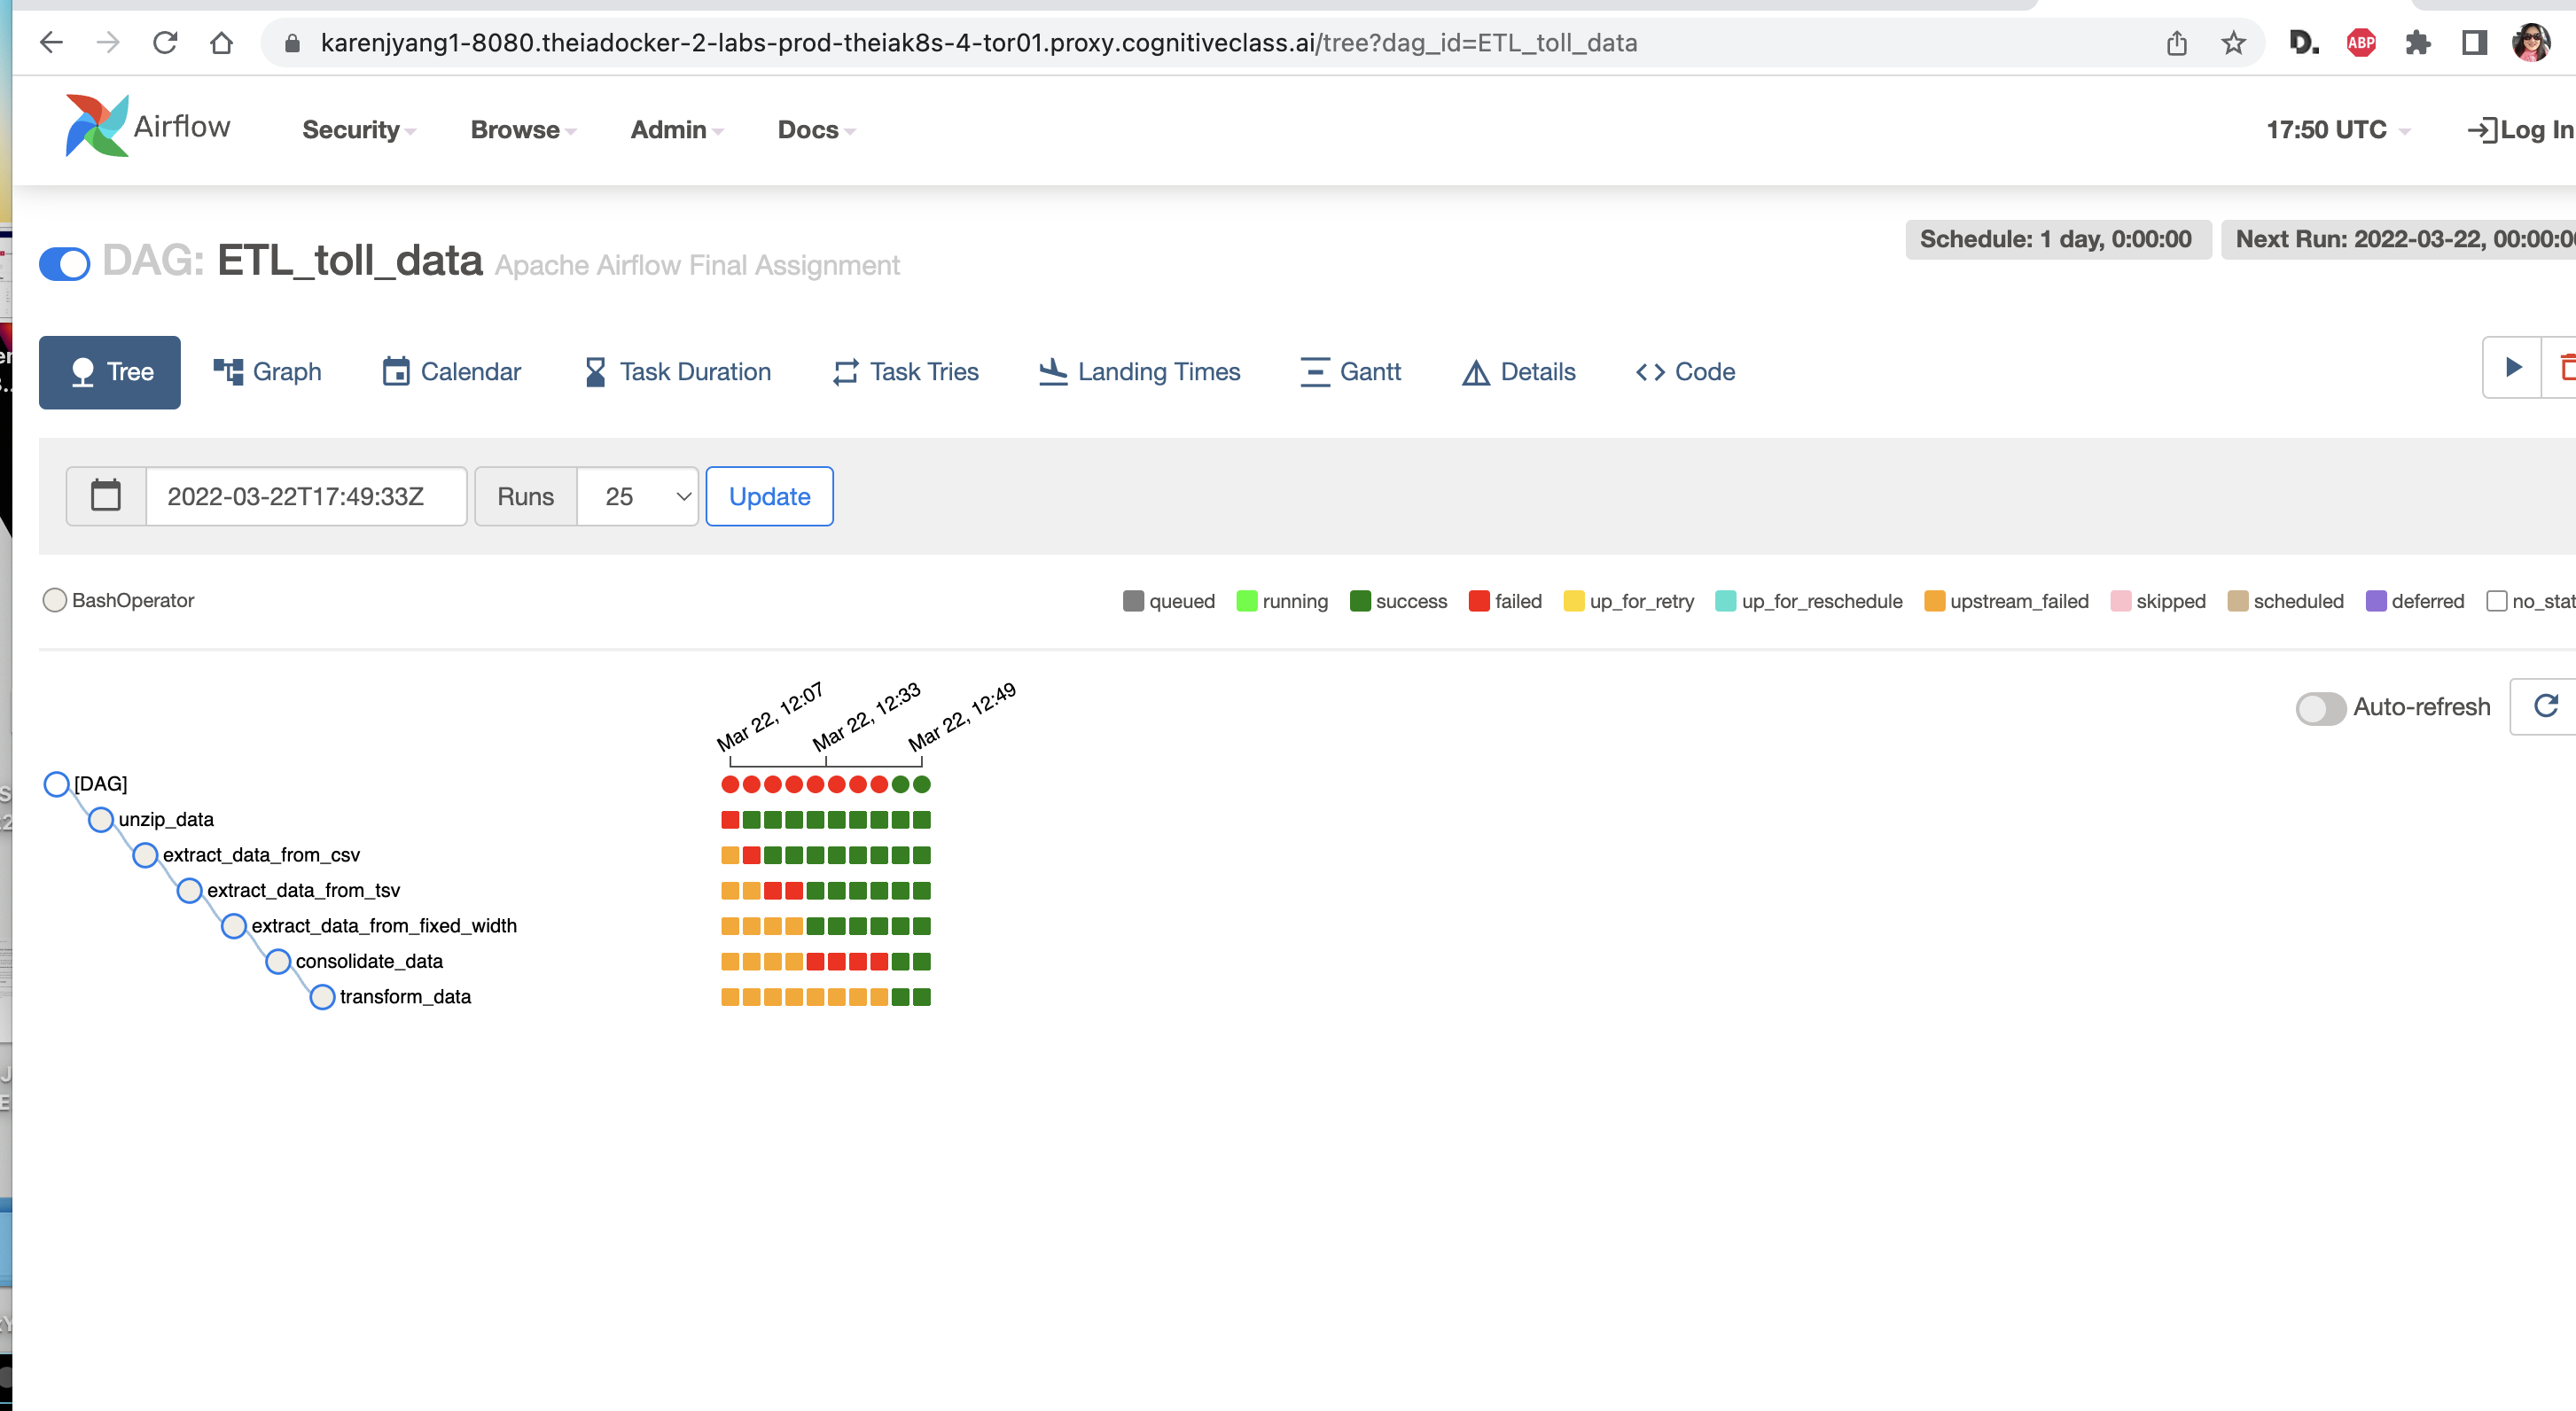 karenjyang1-8080.theiadocker-2-labs-prod-theiak8s-4-tor01.proxy.cognitiveclass.ai/tree?dag_id=ETL_toll_data
D.
ABP
Airflow
Security
Browse
Admin
Docs
17:50 UTC
Log In
DAG: ETL_toll_data Apache Airflow Final Assignment
Schedule: 1 day, 0:00:00
Next Run: 2022-03-22, 00:00:00
Tree
Graph
Calendar
Task Duration
Task Tries
Landing Times
Gantt
Details
Code
2022-03-22T17:49:33Z
Runs
25
Update
BashOperator
queued
running
success
failed
up_for_retry
up_for_reschedule
upstream_failed
skipped
scheduled
deferred
no_stat
Auto-refresh
Mar 22, 12:07
Mar 22, 12:33
Mar 22, 12:49
[DAG]
unzip_data
extract_data_from_csv
extract_data_from_tsv
extract_data_from_fixed_width
consolidate_data
transform_data